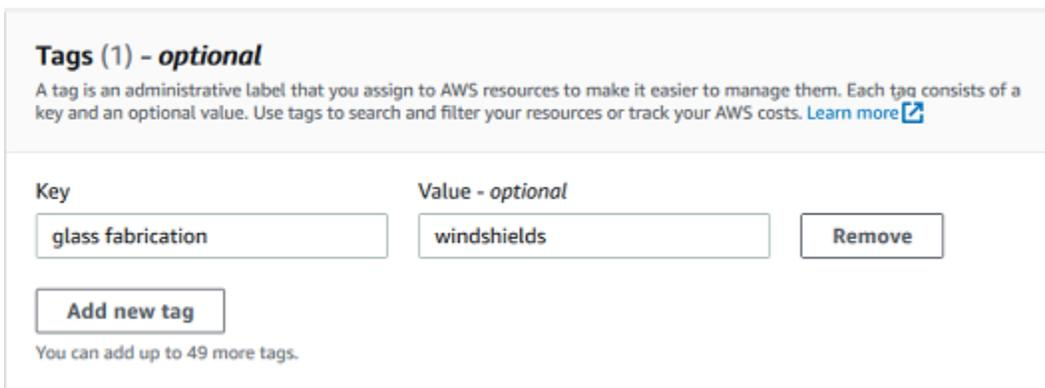 Tags (1) - optional
A tag is an administrative label that you assign to AWS resources to make it easier to manage them. Each tag consists of a
key and an optional value. Use tags to search and filter your resources or track your AWS costs. Learn more
Key
Value - optional
glass fabrication
windshields
Remove
Add new tag
You can add up to 49 more tags.